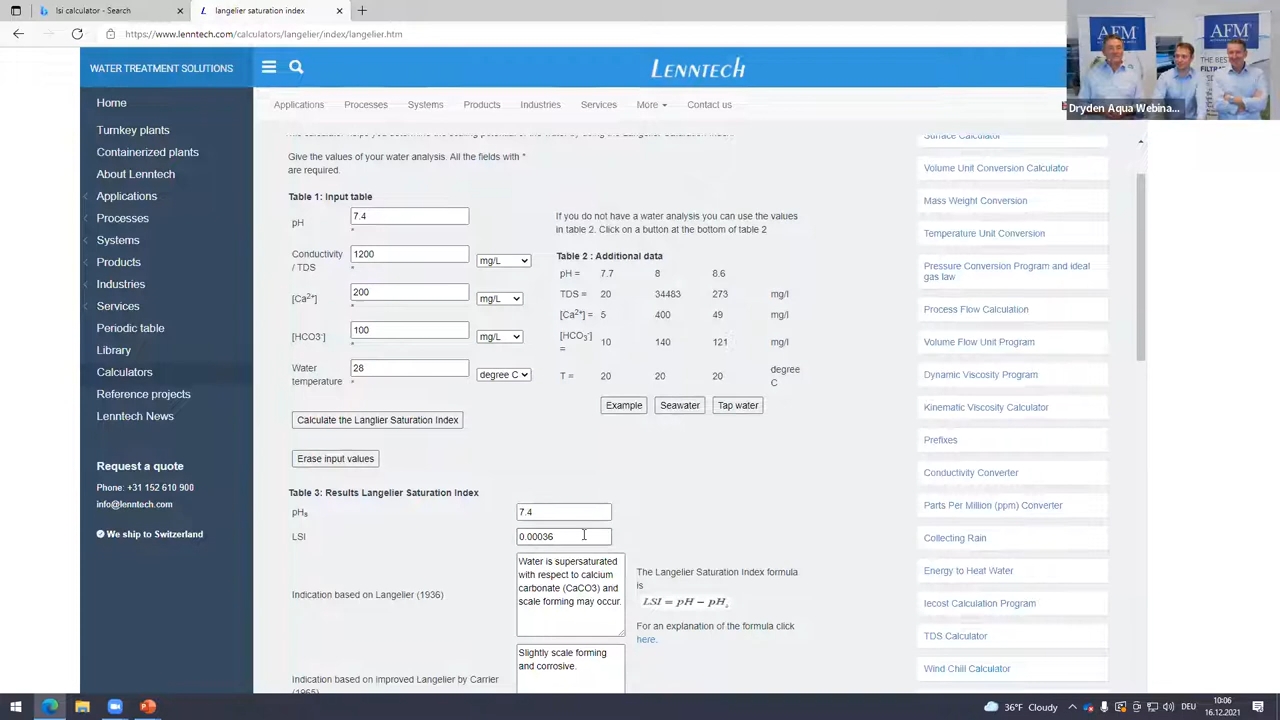 lsi calculator - Search
langelier saturation index
https://www.lenntech.com/calculators/langelier/index/langelier.htm
AFM
AFM
THE BES
FILTRA
Dryden Aqua Webina...
WATER TREATMENT SOLUTIONS
LENNTECH
Applications
Processes
Systems
Products
Industries
Services
More
Contact us
Home
Turnkey plants
Containerized plants
About Lenntech
Applications
Processes
Systems
Products
Industries
Services
Periodic table
Library
Calculators
Reference projects
Lenntech News
Request a quote
Phone: +31 152 610 900
info@lenntech.com
We ship to Switzerland
Give the values of your water analysis. All the fields with *
are required.
Table 1: Input table
pH
7.4
*
Conductivity
/ TDS
1200
*
mg/L
[Ca2+]
200
*
mg/L
[HCO3-]
100
*
mg/L
Water
temperature
28
*
degree C
Calculate the Langlier Saturation Index
Erase input values
If you do not have a water analysis you can use the values
in table 2. Click on a button at the bottom of table 2
Table 2 : Additional data
pH = 7.7 8 8.6
TDS = 20 34483 273 mg/l
[Ca2+] = 5 400 49 mg/l
[HCO3-]
= 10 140 121 mg/l
T = 20 20 20 degree
C
Example
Seawater
Tap water
Table 3: Results Langelier Saturation Index
pHs
7.4
LSI
0.00036
Indication based on Langelier (1936)
Water is supersaturated
with respect to calcium
carbonate (CaCO3) and
scale forming may occur.
The Langelier Saturation Index formula
is
LSI = pH – pHs
For an explanation of the formula click
here.
Indication based on improved Langelier by Carrier
(1965)
Slightly scale forming
and corrosive.
Surface Calculator
Volume Unit Conversion Calculator
Mass Weight Conversion
Temperature Unit Conversion
Pressure Conversion Program and ideal
gas law
Process Flow Calculation
Volume Flow Unit Program
Dynamic Viscosity Program
Kinematic Viscosity Calculator
Prefixes
Conductivity Converter
Parts Per Million (ppm) Converter
Collecting Rain
Energy to Heat Water
Iecost Calculation Program
TDS Calculator
Wind Chill Calculator
36°F Cloudy
DEU
10:06
16.12.2021